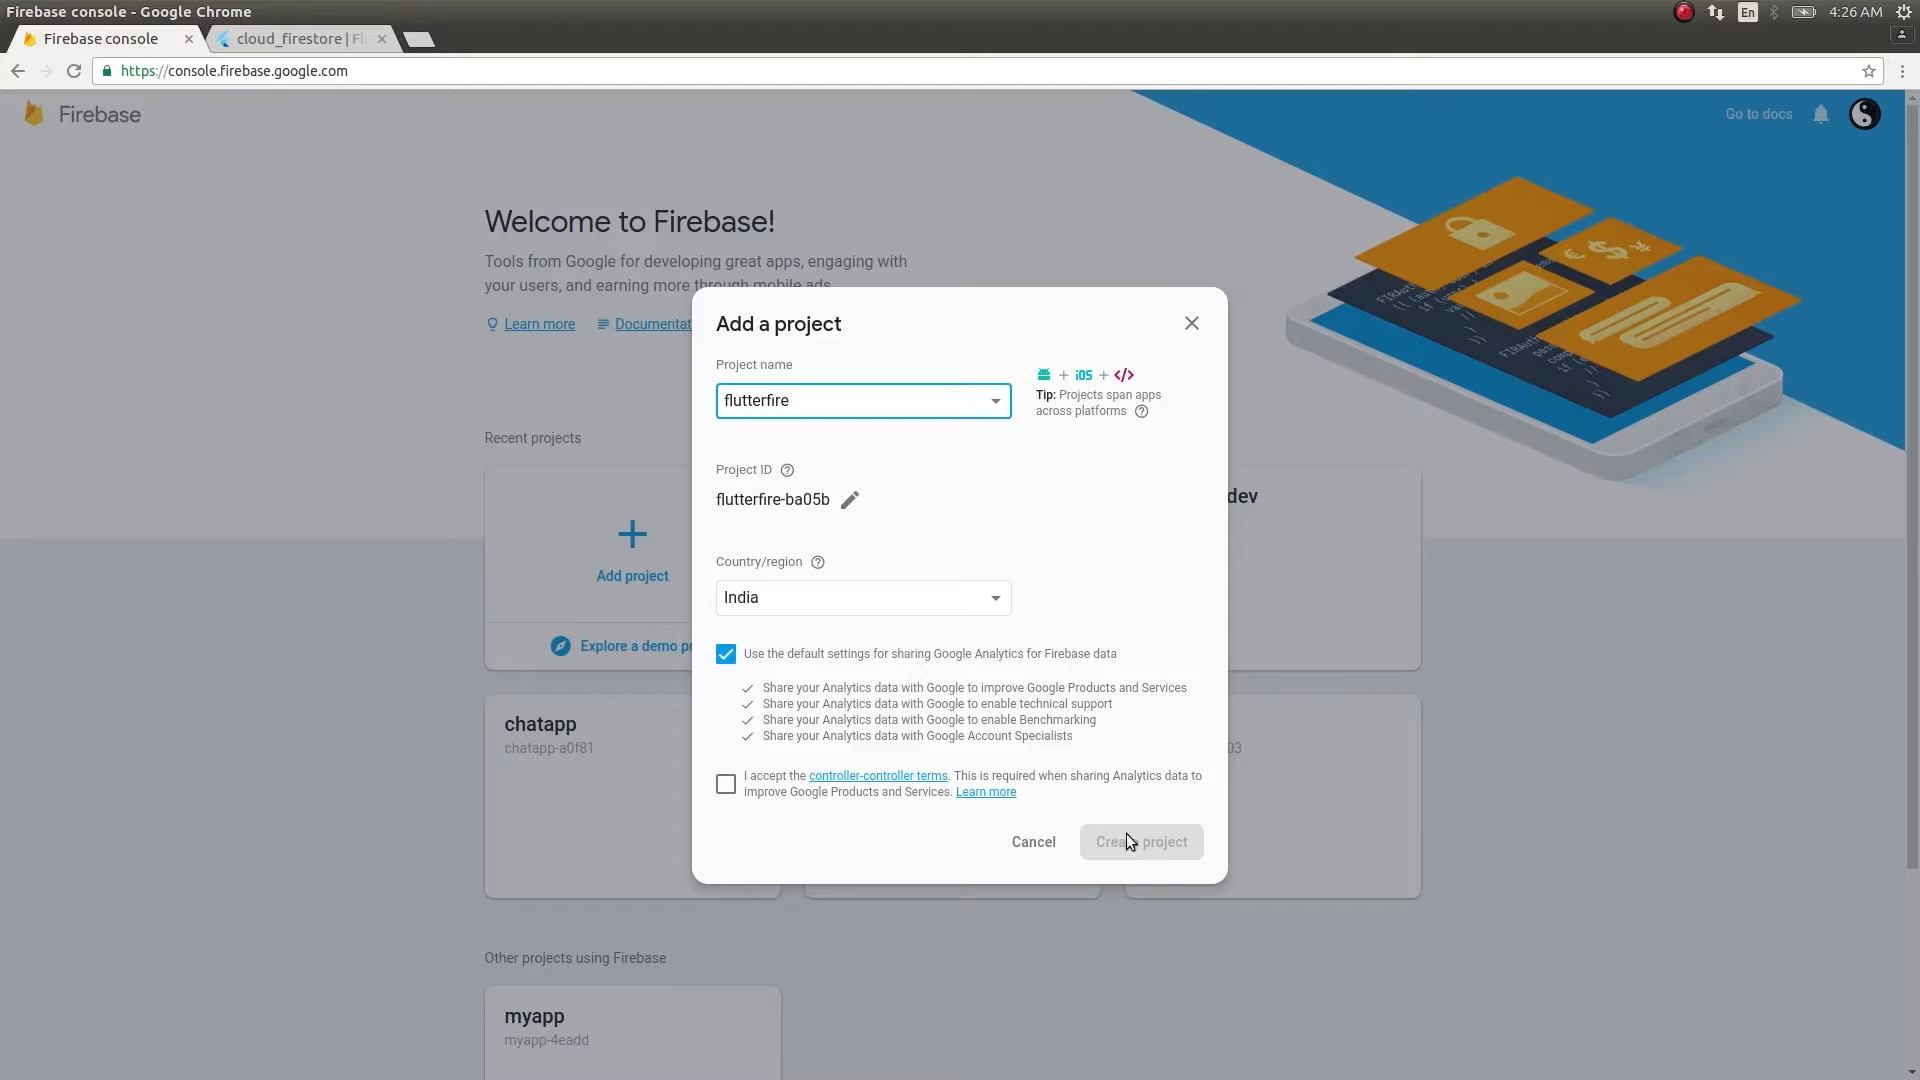 Firebase console - Google Chrome
En
4:26 AM
Firebase console
cloud_firestore | Fl
https://console.firebase.google.com
Firebase
Go to docs
Welcome to Firebase!
Tools from Google for developing great apps, engaging with
your users, and earning more through mobile ads.
Learn more
Documentat
Recent projects
Add project
Explore a demo pr
dev
chatapp
chatapp-a0f81
03
Other projects using Firebase
myapp
myapp-4eadd
Add a project
Project name
flutterfire
+ iOS + </>
Tip: Projects span apps
across platforms
Project ID
flutterfire-ba05b
Country/region
India
Use the default settings for sharing Google Analytics for Firebase data
Share your Analytics data with Google to improve Google Products and Services
Share your Analytics data with Google to enable technical support
Share your Analytics data with Google to enable Benchmarking
Share your Analytics data with Google Account Specialists
I accept the controller-controller terms. This is required when sharing Analytics data to
improve Google Products and Services. Learn more
Cancel
Create project